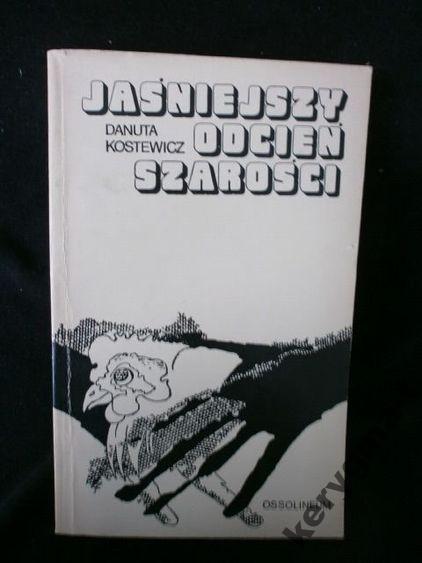 JAŚNIEJSZY
DANUTA ODCIEŃ
KOSTEWICZ
SZAROŚCI
OSSOLINEUM